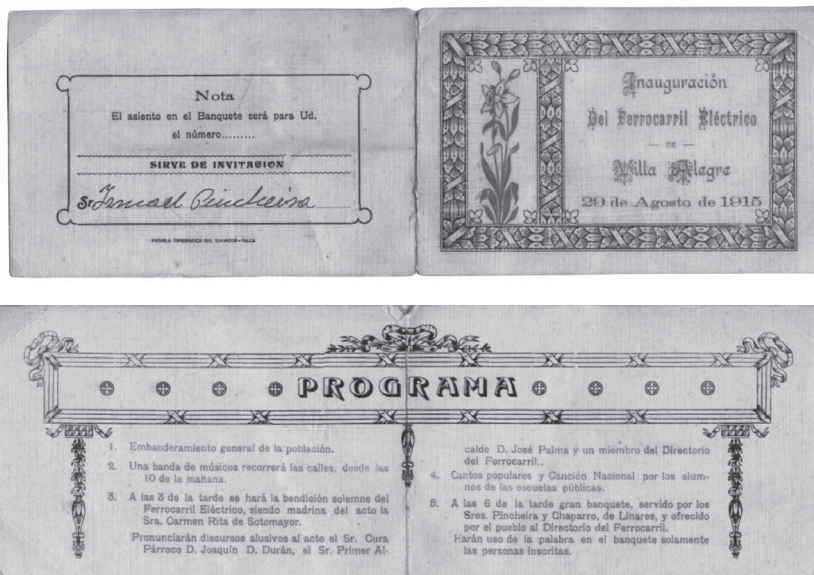 Nota
El asiento en el Banquete será para Ud.
el número.........
SIRVE DE INVITACION
Sr. Ismael Pincheira
ESCUELA TIPOGRAFICA DEL SALVADOR - TALCA
Inauguración
Del Ferrocarril Eléctrico
— DE —
Villa Alegre
29 de Agosto de 1915
PROGRAMA
1. Embanderamiento general de la población.
2. Una banda de músicos recorrerá las calles, desde las
10 de la mañana.
3. A las 3 de la tarde se hará la bendición solemne del
Ferrocarril Eléctrico, siendo madrina del acto la
Sra. Carmen Rita de Sotomayor.
Pronunciarán discursos alusivos al acto el Sr. Cura
Párroco D. Joaquín D. Durán, el Sr. Primer Al-
calde D. José Palma y un miembro del Directorio
del Ferrocarril..
4. Cantos populares y Canción Nacional por los alum-
nos de las escuelas públicas.
5. A las 6 de la tarde gran banquete, servido por los
Sres. Pincheira y Chaparro, de Linares, y ofrecido
por el pueblo al Directorio del Ferrocarril.
Harán uso de la palabra en el banquete solamente
las personas inscritas.